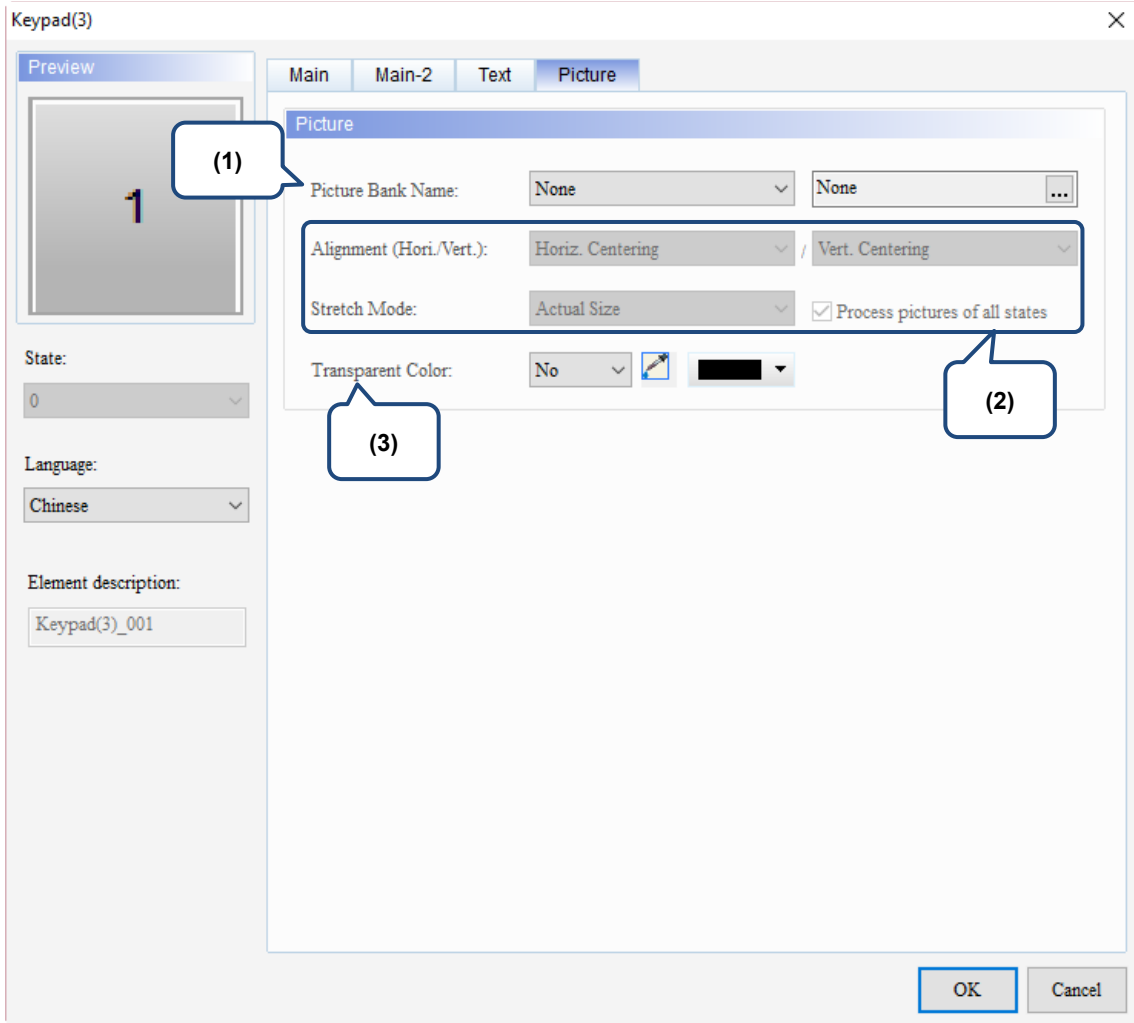 Keypad(3)
Preview
1
State:
0
Language:
Chinese
Element description:
Keypad(3)_001
Main Main-2 Text Picture
Picture
(1)
Picture Bank Name: None None ...
Alignment (Hori./Vert.): Horiz. Centering / Vert. Centering
Stretch Mode: Actual Size Process pictures of all states
(2)
Transparent Color: No
(3)
OK Cancel